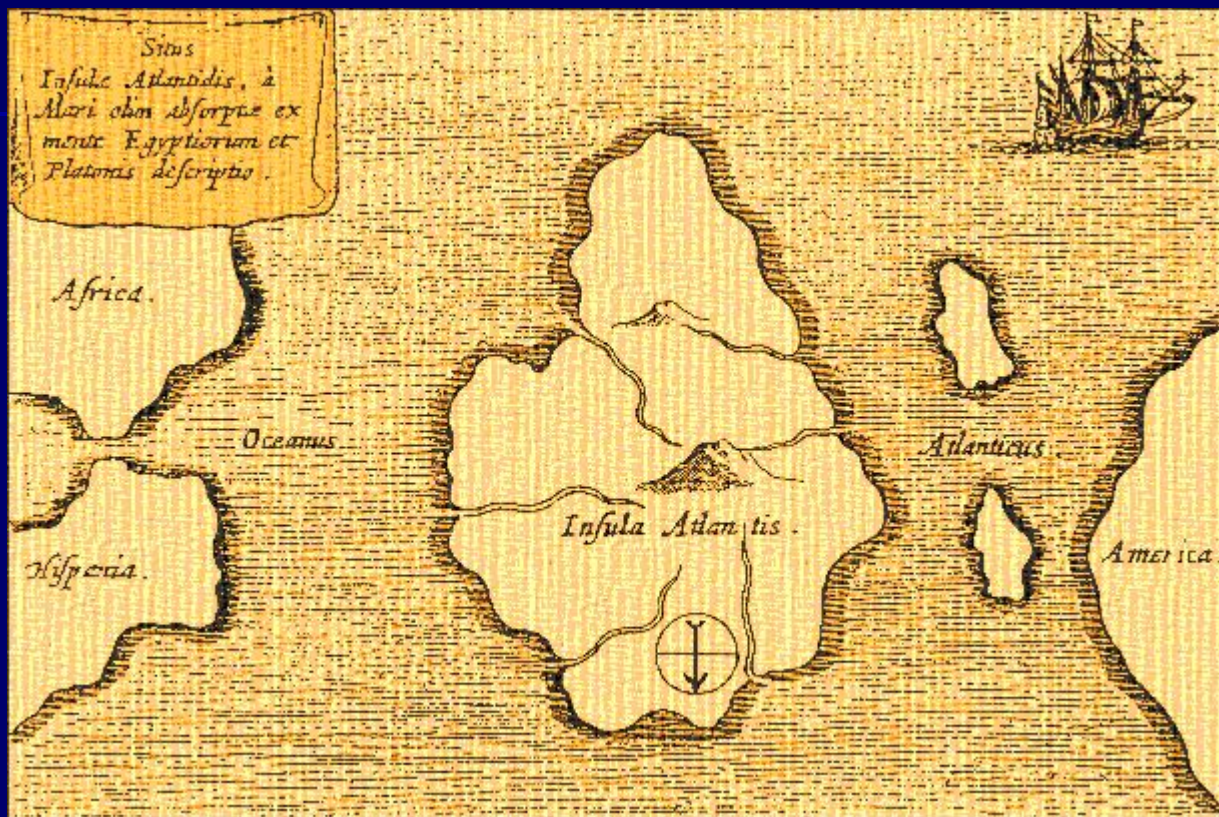 Situs
Insulæ Atlantidis, à
Mari olim absorptæ ex
mente Egyptiorum et
Platonis descriptio.
Africa.
Oceanus
Atlanticus.
Insula Atlantis.
Hispania.
America